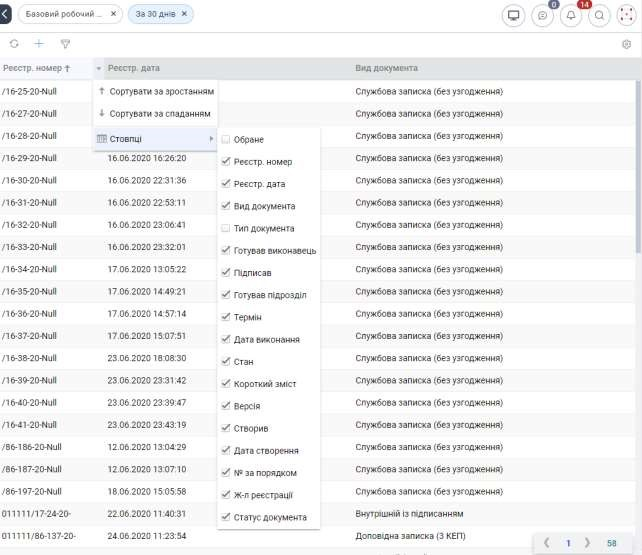 Базовий робочий ... × За 30 днів × 0 14
Реєстр. номер ↑ Реєстр. дата Вид документа
/16-25-20-Null Сортувати за зростанням Службова записка (без узгодження)
/16-27-20-Null Сортувати за спаданням Службова записка (без узгодження)
/16-28-20-Null Стовпці Обране Службова записка (без узгодження)
/16-29-20-Null 16.06.2020 16:26:20 Реєстр. номер Службова записка (без узгодження)
/16-30-20-Null 16.06.2020 22:31:36 Реєстр. дата Службова записка (без узгодження)
/16-31-20-Null 16.06.2020 22:53:11 Вид документа Службова записка (без узгодження)
/16-32-20-Null 16.06.2020 23:06:41 Тип документа Службова записка (без узгодження)
/16-33-20-Null 16.06.2020 23:32:01 Готував виконавець Службова записка (без узгодження)
/16-34-20-Null 17.06.2020 13:05:22 Підписав Службова записка (без узгодження)
/16-35-20-Null 17.06.2020 14:49:21 Готував підрозділ Службова записка (без узгодження)
/16-36-20-Null 17.06.2020 14:57:14 Термін Службова записка (без узгодження)
/16-37-20-Null 17.06.2020 15:07:51 Дата виконання Службова записка (без узгодження)
/16-38-20-Null 23.06.2020 18:08:30 Стан Службова записка (без узгодження)
/16-39-20-Null 23.06.2020 23:31:42 Короткий зміст Службова записка (без узгодження)
/16-40-20-Null 23.06.2020 23:39:47 Версія Службова записка (без узгодження)
/16-41-20-Null 23.06.2020 23:43:19 Створив Службова записка (без узгодження)
/86-186-20-Null 12.06.2020 13:04:29 Дата створення Службова записка (без узгодження)
/86-187-20-Null 12.06.2020 13:07:10 № за порядком Службова записка (без узгодження)
/86-197-20-Null 18.06.2020 15:05:58 Ж-л реєстрації Службова записка (без узгодження)
011111/17-24-20- 22.06.2020 11:40:31 Статус документа Внутрішній із підписанням
011111/86-137-20- 24.06.2020 11:23:54 Доповідна записка (3 КЕП)
1 58